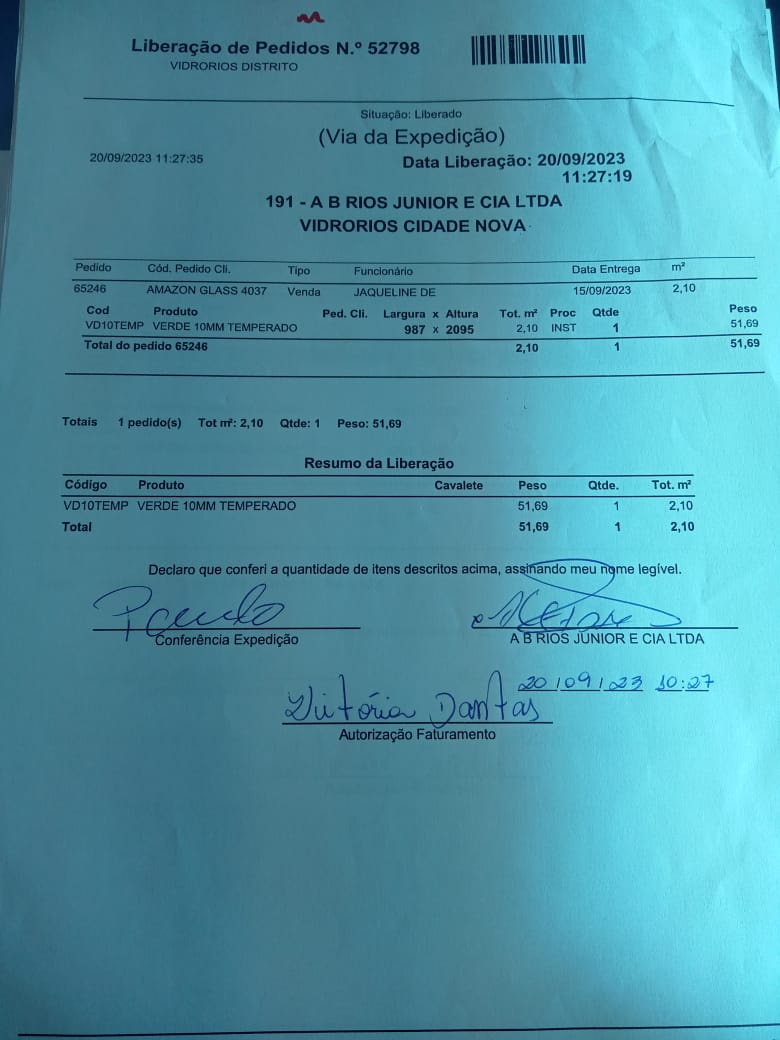 Liberação de Pedidos N.º 52798
VIDRORIOS DISTRITO
Situação: Liberado
(Via da Expedição)
20/09/2023 11:27:35
Data Liberação: 20/09/2023
11:27:19
191 - A B RIOS JUNIOR E CIA LTDA
VIDRORIOS CIDADE NOVA
Pedido Cód. Pedido Cli. Tipo Funcionário Data Entrega m²
65246 AMAZON GLASS 4037 Venda JAQUELINE DE 15/09/2023 2,10
Cod Produto Ped. Cli. Largura x Altura Tot. m² Proc Qtde Peso
VD10TEMP VERDE 10MM TEMPERADO 987 x 2095 2,10 INST 1 51,69
Total do pedido 65246 2,10 1 51,69
Totais 1 pedido(s) Tot m²: 2,10 Qtde: 1 Peso: 51,69
Resumo da Liberação
Código Produto Cavalete Peso Qtde. Tot. m²
VD10TEMP VERDE 10MM TEMPERADO 51,69 1 2,10
Total 51,69 1 2,10
Declaro que conferi a quantidade de itens descritos acima, assinando meu nome legível.
Conferência Expedição
A B RIOS JUNIOR E CIA LTDA
20/09/23 10:27
Vitória Dantas
Autorização Faturamento